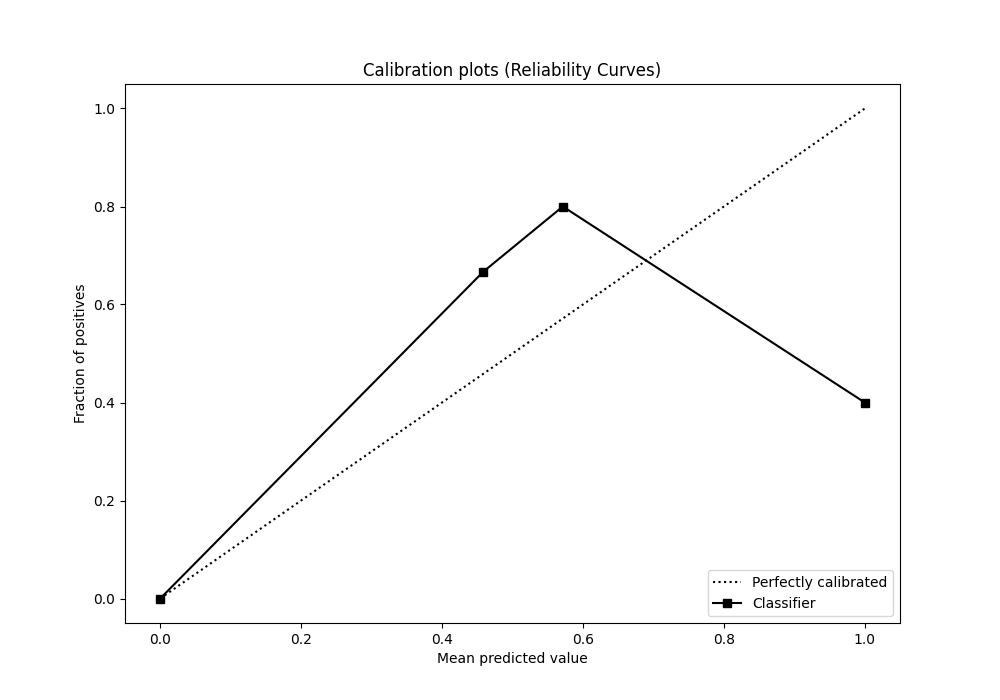 Calibration plots (Reliability Curves)
1.0
0.8
0.6
0.4
0.2
0.0
Fraction of positives
0.0 0.2 0.4 0.6 0.8 1.0
Mean predicted value
Perfectly calibrated
Classifier